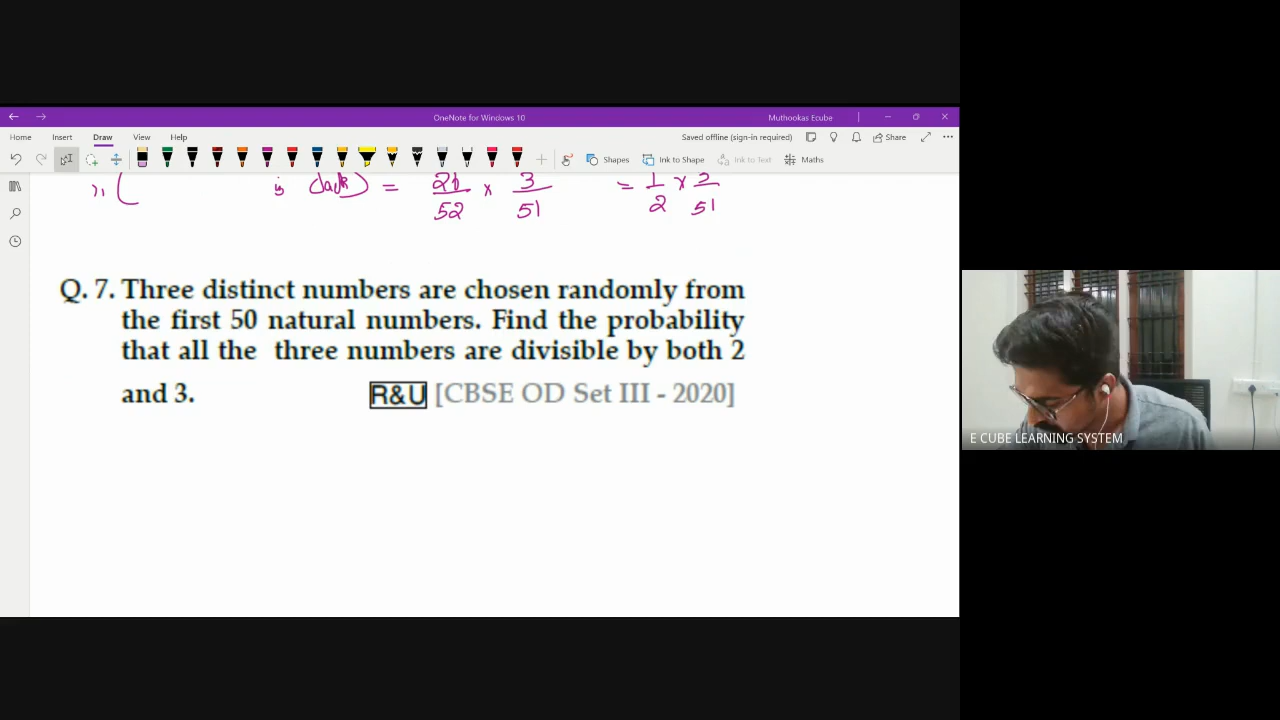 OneNote for Windows 10
Muthookas Ecube
Home Insert Draw View Help
Saved offline (sign-in required) Share
Shapes Ink to Shape Ink to Text Maths
is Jack) = 26/52 × 3/51 = 1/2 × 3/51
Q. 7. Three distinct numbers are chosen randomly from
the first 50 natural numbers. Find the probability
that all the three numbers are divisible by both 2
and 3. R&U [CBSE OD Set III - 2020]
E CUBE LEARNING SYSTEM